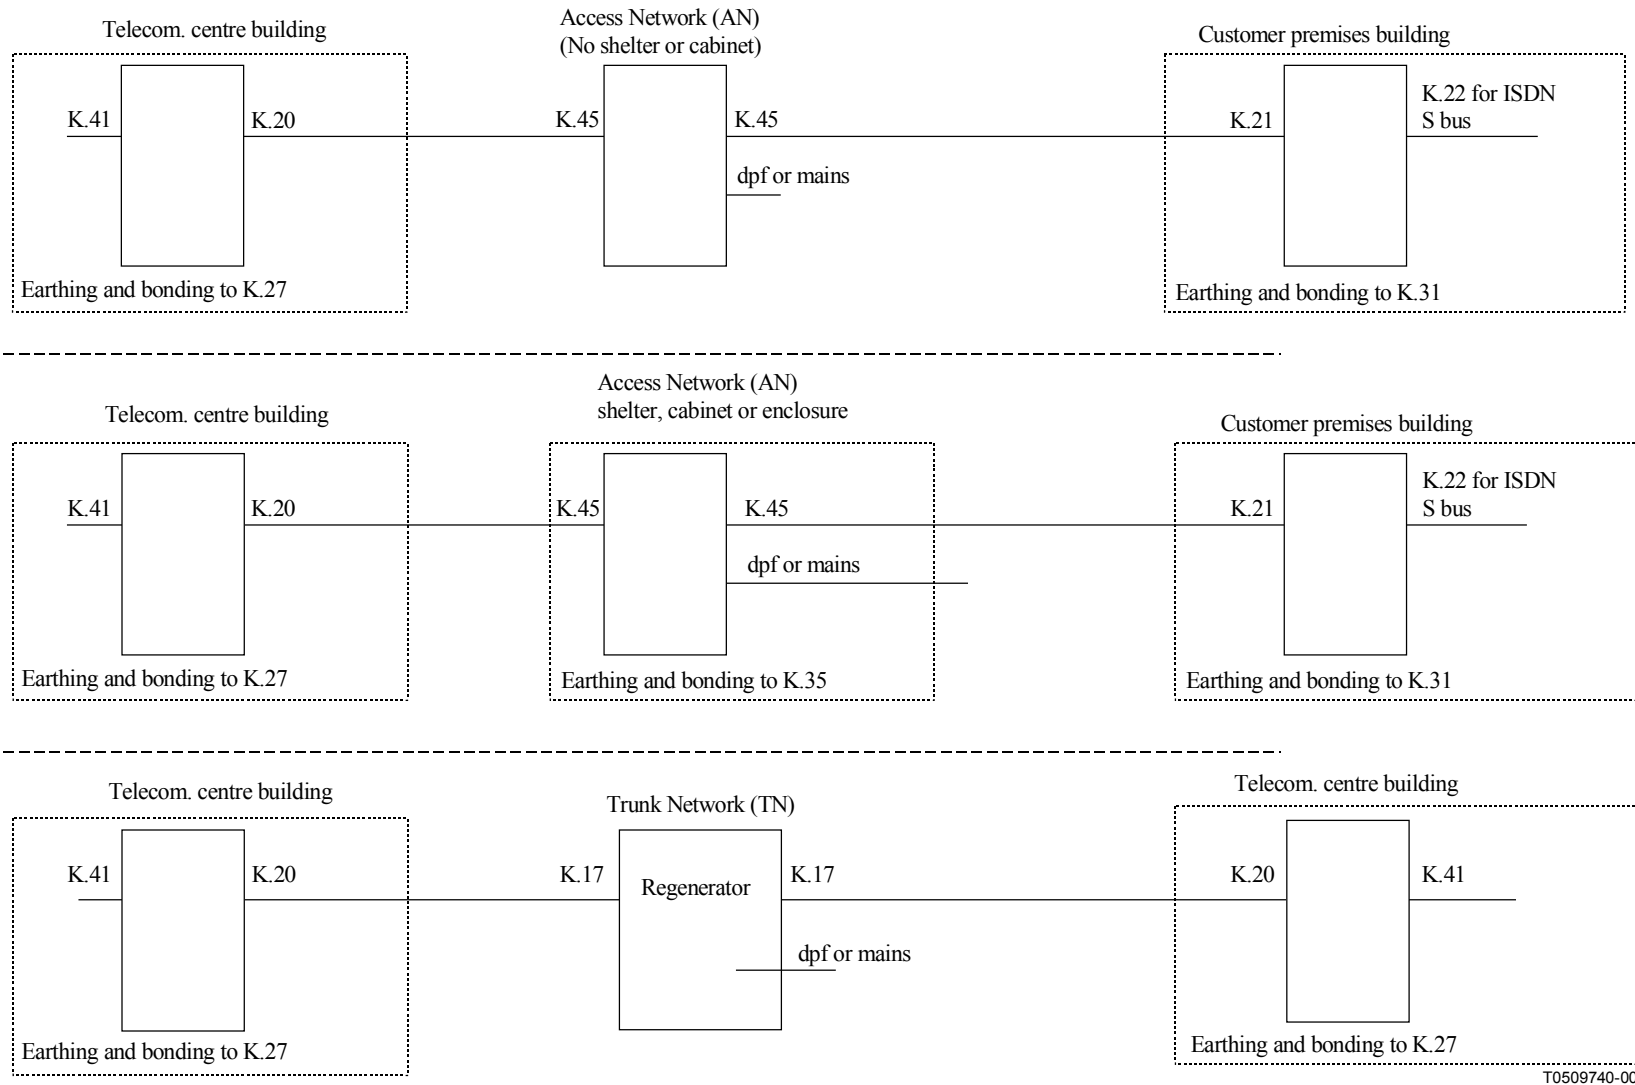 Telecom. centre building
Access Network (AN)
(No shelter or cabinet)
Customer premises building
K.41
K.20
K.45
K.45
K.21
K.22 for ISDN
S bus
dpf or mains
Earthing and bonding to K.27
Earthing and bonding to K.31
Telecom. centre building
Access Network (AN)
shelter, cabinet or enclosure
Customer premises building
K.41
K.20
K.45
K.45
K.21
K.22 for ISDN
S bus
dpf or mains
Earthing and bonding to K.27
Earthing and bonding to K.35
Earthing and bonding to K.31
Telecom. centre building
Trunk Network (TN)
Telecom. centre building
K.41
K.20
K.17
Regenerator
K.17
K.20
K.41
dpf or mains
Earthing and bonding to K.27
Earthing and bonding to K.27
T0509740-00